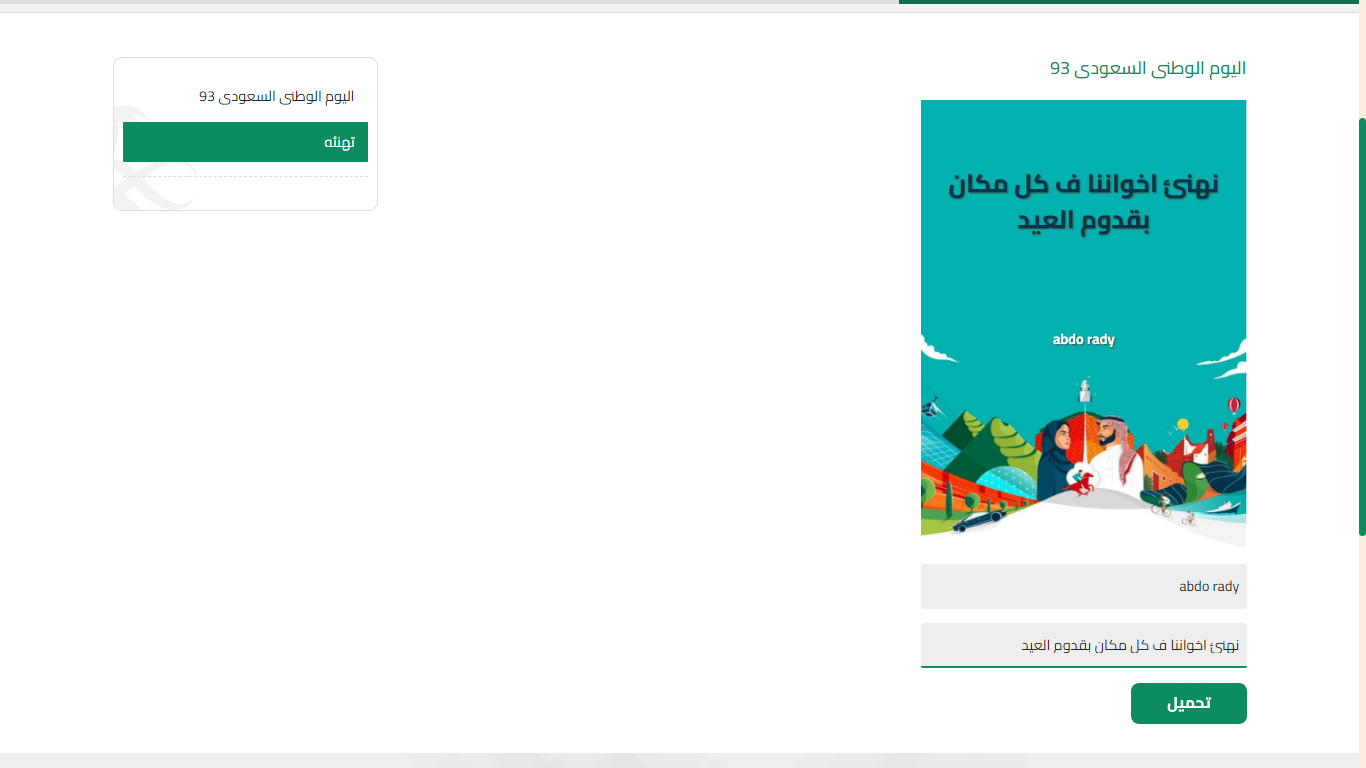 اليوم الوطنى السعودى 93
نهنئ اخواننا ف كل مكان
بقدوم العيد
abdo rady
abdo rady
نهنئ اخواننا ف كل مكان بقدوم العيد
تحميل
اليوم الوطنى السعودى 93
تهنئه